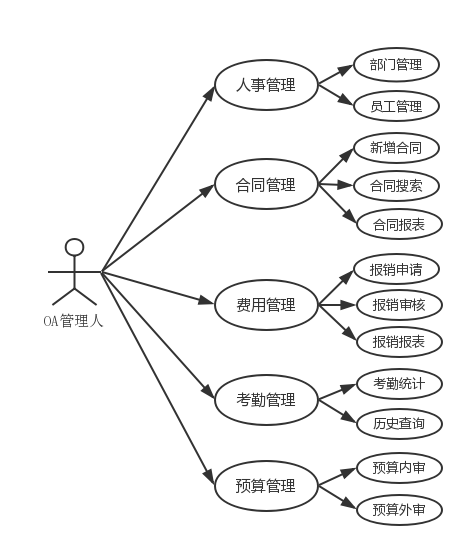 部门管理
人事管理
员工管理
新增合同
合同管理
合同搜索
合同报表
报销申请
OA管理人
费用管理
报销审核
报销报表
考勤统计
考勤管理
历史查询
预算内审
预算管理
预算外审